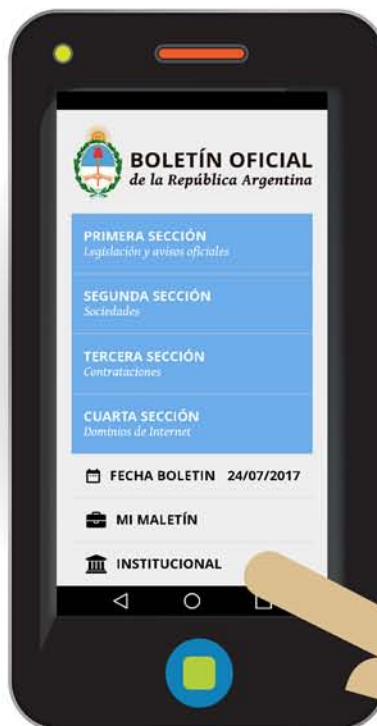 BOLETÍN OFICIAL
de la República Argentina
PRIMERA SECCIÓN
Legislación y avisos oficiales
SEGUNDA SECCIÓN
Sociedades
TERCERA SECCIÓN
Contrataciones
CUARTA SECCIÓN
Dominios de Internet
FECHA BOLETIN 24/07/2017
MI MALETÍN
INSTITUCIONAL